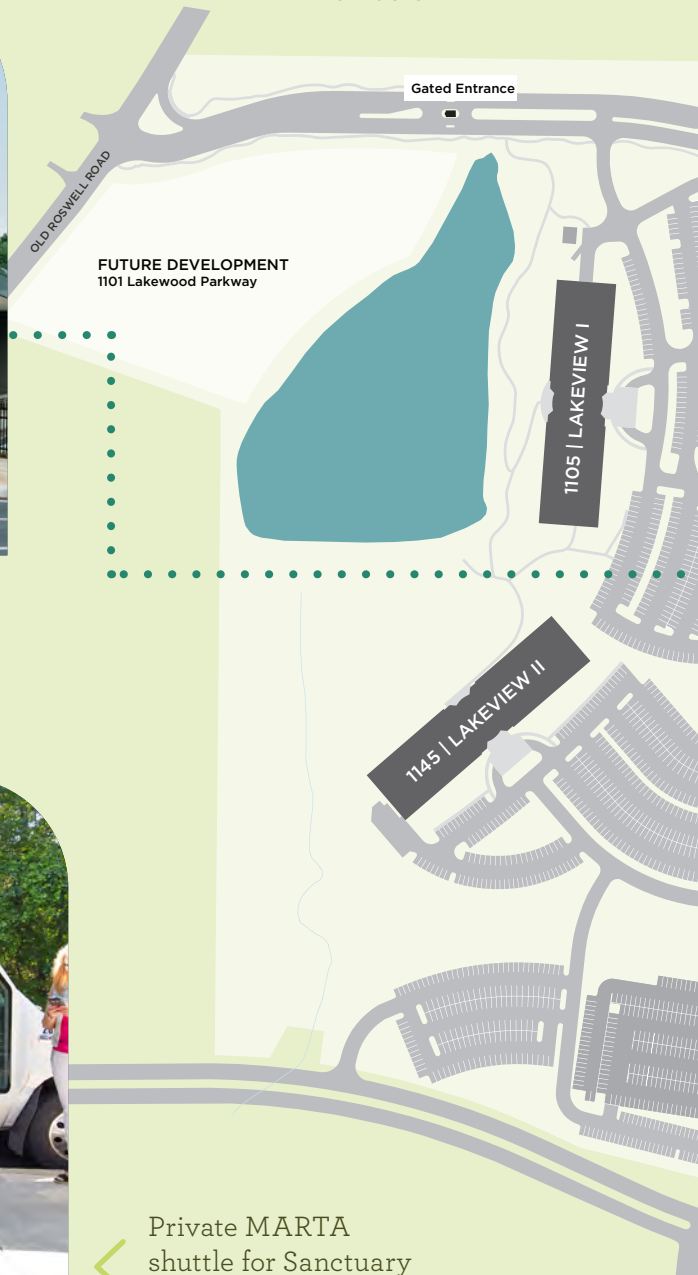 Gated Entrance
OLD ROSWELL ROAD
FUTURE DEVELOPMENT
1101 Lakewood Parkway
1105 | LAKEVIEW I
1145 | LAKEVIEW II
Private MARTA
shuttle for Sanctuary